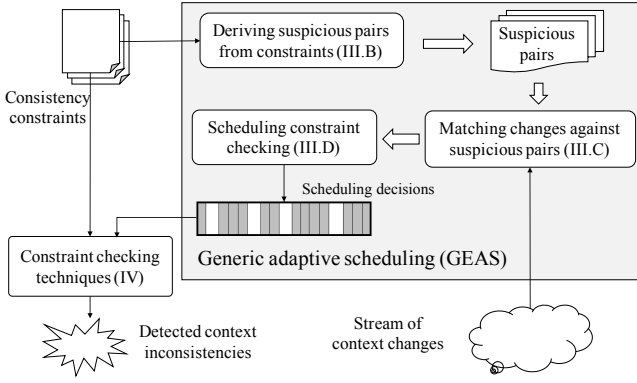 Deriving suspicious pairs
from constraints (III.B)
Suspicious
pairs
Consistency
constraints
Scheduling constraint
checking (III.D)
Matching changes against
suspicious pairs (III.C)
Scheduling decisions
Generic adaptive scheduling (GEAS)
Constraint checking
techniques (IV)
Detected context
inconsistencies
Stream of
context changes